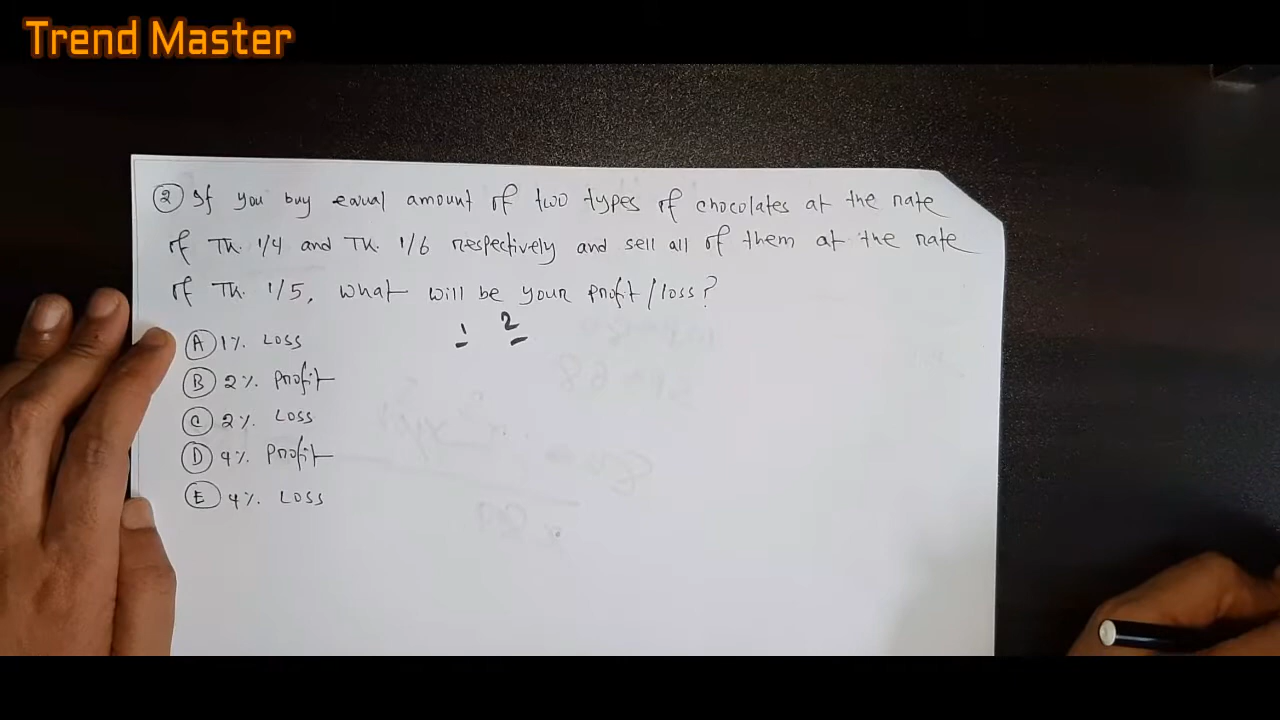 Trend Master
② If you buy equal amount of two types of chocolates at the rate
of TK. 1/4 and TK. 1/6 respectively and sell all of them at the rate
of TK. 1/5, what will be your profit/loss?
1 2
Ⓐ 1% Loss
Ⓑ 2% Profit
Ⓒ 2% Loss
Ⓓ 4% Profit
Ⓔ 4% Loss